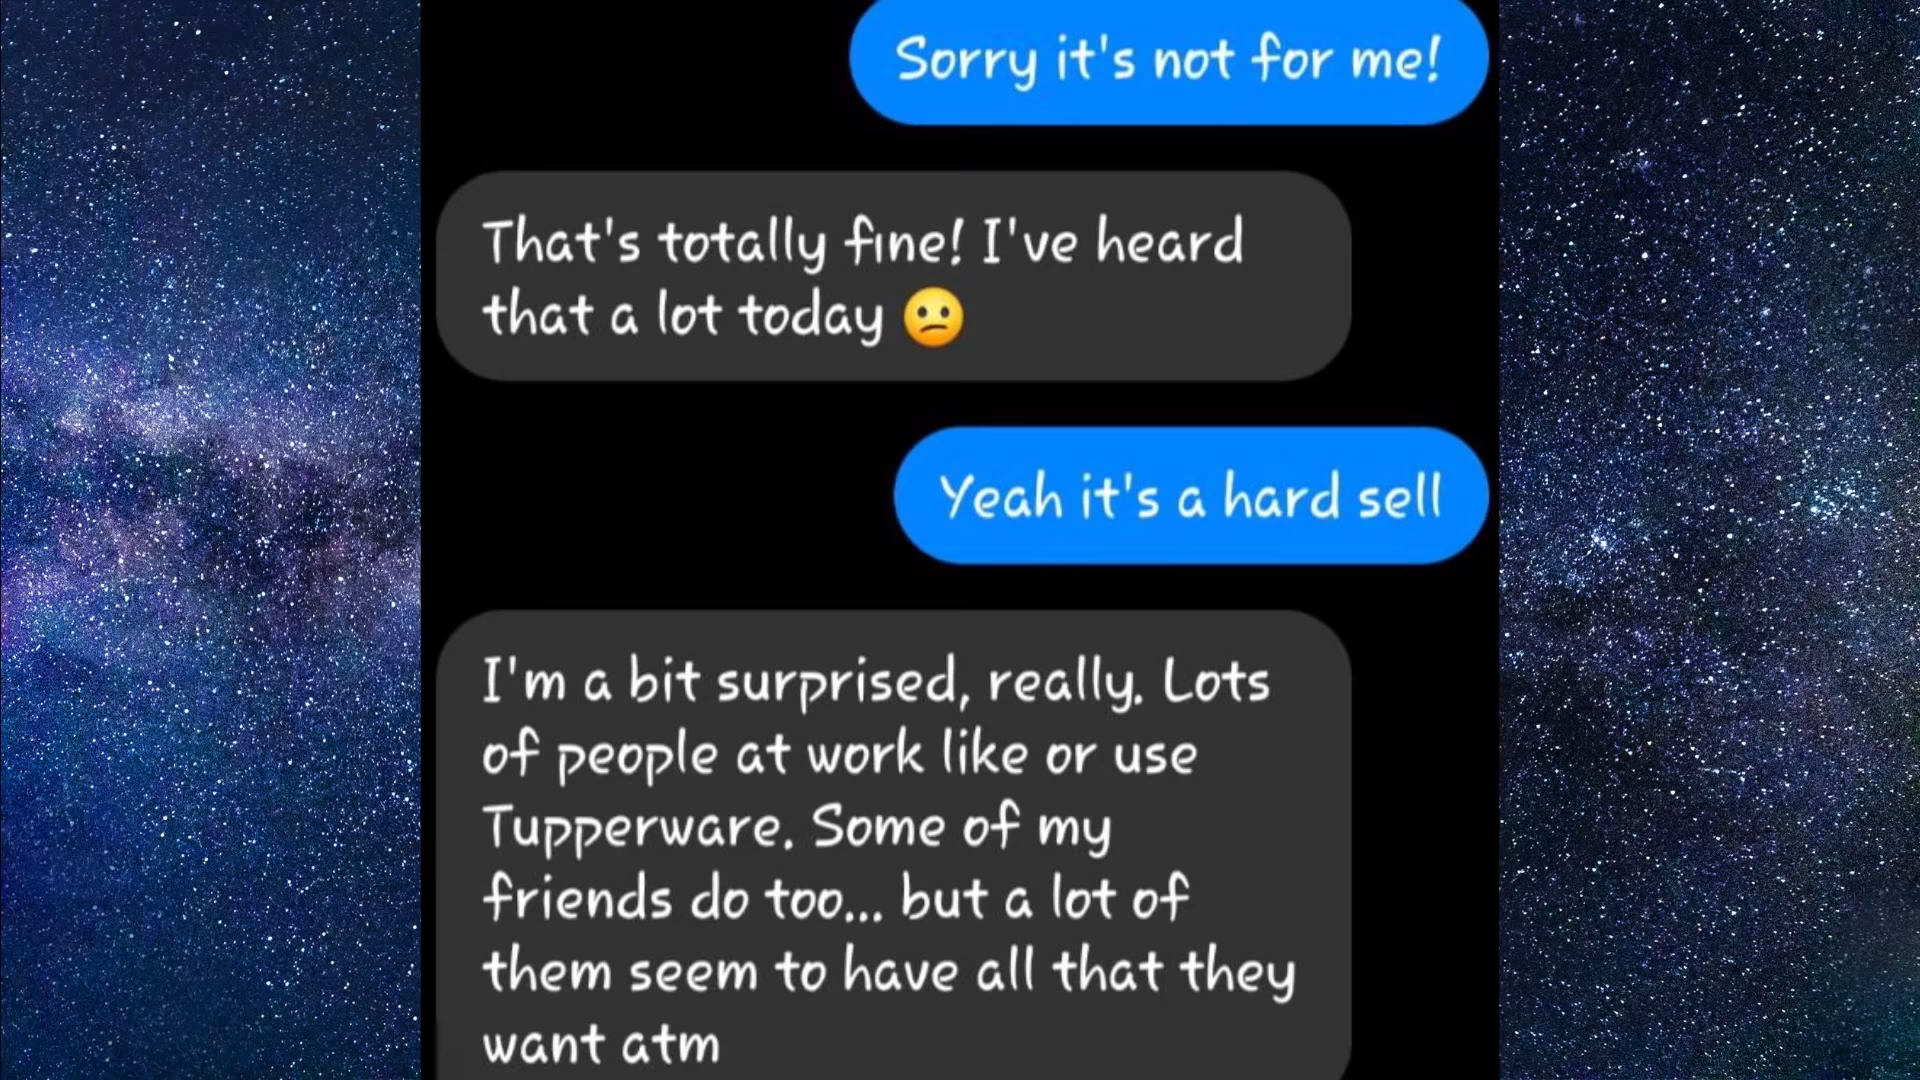 Sorry it's not for me!
That's totally fine! I've heard
that a lot today 😕
Yeah it's a hard sell
I'm a bit surprised, really. Lots
of people at work like or use
Tupperware. Some of my
friends do too... but a lot of
them seem to have all that they
want atm